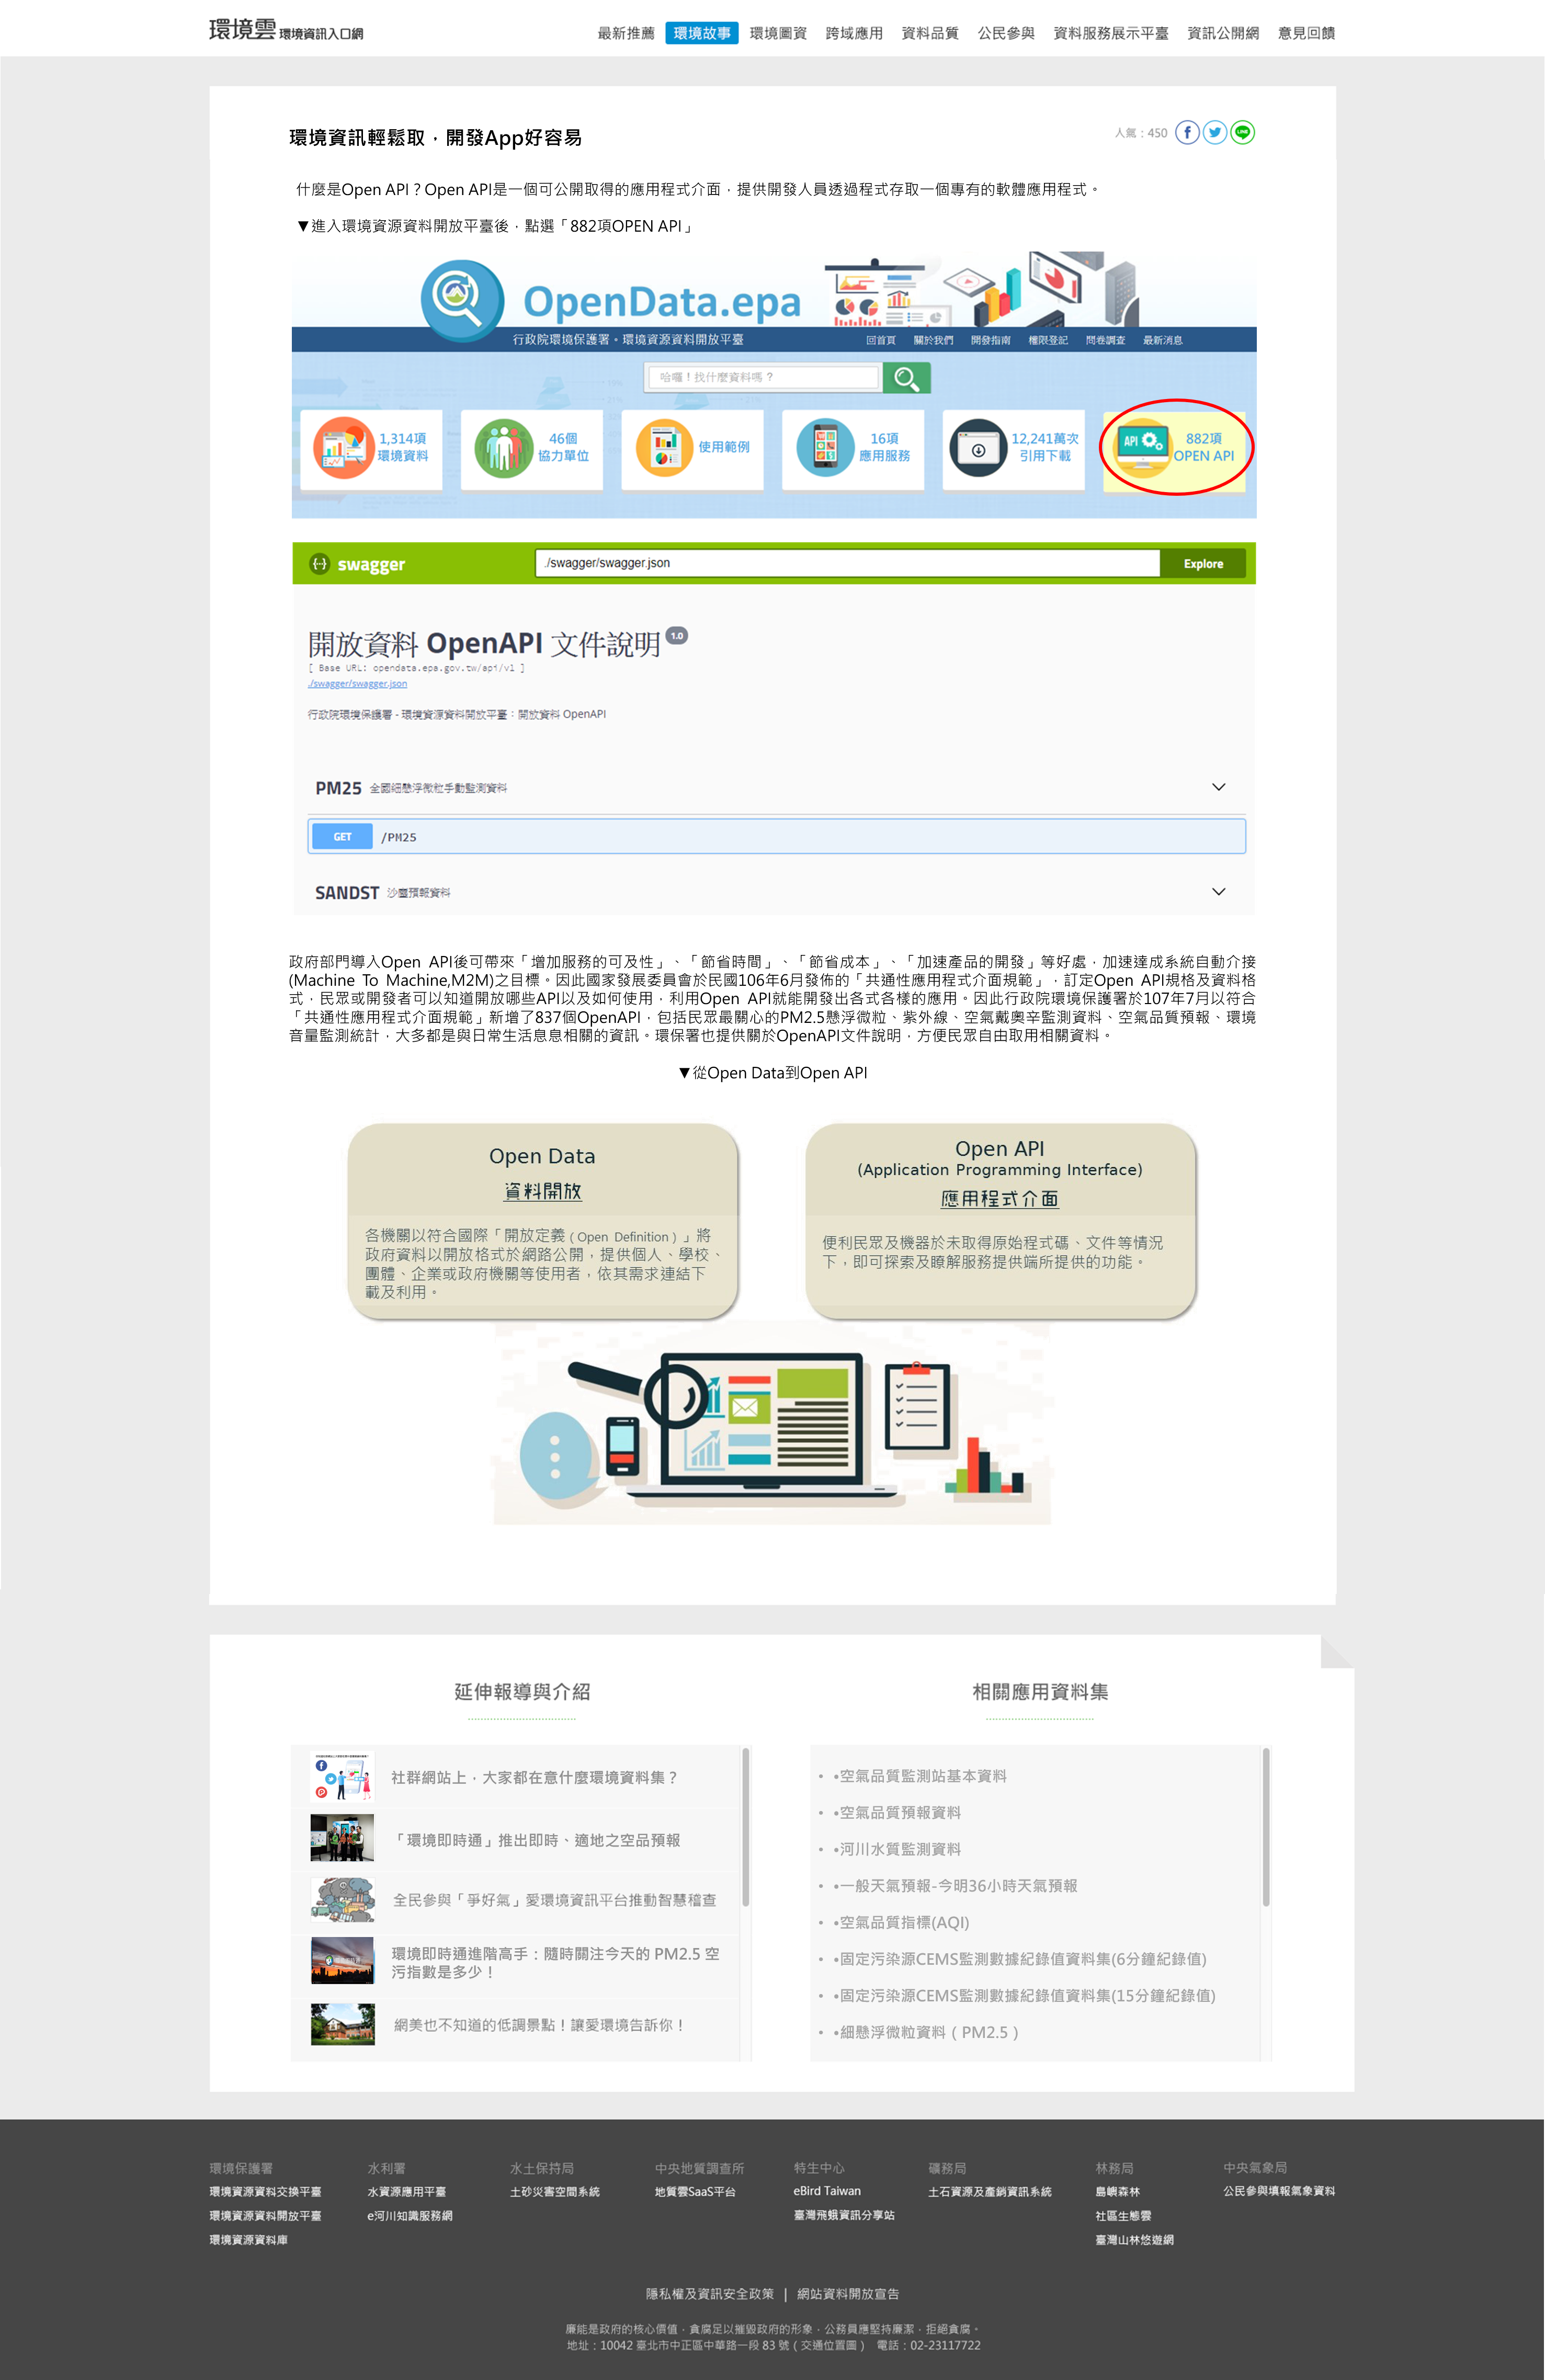 環境雲 環境資訊入口網
最新推薦 環境故事 環境圖資 跨域應用 資料品質 公民參與 資料服務展示平臺 資訊公開網 意見回饋
環境資訊輕鬆取，開發App好容易
人氣：450
什麼是Open API？Open API是一個可公開取得的應用程式介面，提供開發人員透過程式存取一個專有的軟體應用程式。
▼進入環境資源資料開放平臺後，點選「882項OPEN API」
OpenData.epa
行政院環境保護署。環境資源資料開放平臺
回首頁 關於我們 開發指南 權限登記 問卷調查 最新消息
哈囉！找什麼資料嗎？
1,314項 環境資料
46個 協力單位
使用範例
16項 應用服務
12,241萬次 引用下載
API
882項 OPEN API
swagger
./swagger/swagger.json
Explore
開放資料 OpenAPI 文件說明 1.0
[ Base URL: opendata.epa.gov.tw/api/v1 ]
./swagger/swagger.json
行政院環境保護署 - 環境資源資料開放平臺：開放資料 OpenAPI
PM25 全國細懸浮微粒手動監測資料
GET /PM25
SANDST 沙塵預報資料
政府部門導入Open API後可帶來「增加服務的可及性」、「節省時間」、「節省成本」、「加速產品的開發」等好處，加速達成系統自動介接
(Machine To Machine,M2M)之目標。因此國家發展委員會於民國106年6月發佈的「共通性應用程式介面規範」，訂定Open API規格及資料格
式，民眾或開發者可以知道開放哪些API以及如何使用，利用Open API就能開發出各式各樣的應用。因此行政院環境保護署於107年7月以符合
「共通性應用程式介面規範」新增了837個OpenAPI，包括民眾最關心的PM2.5懸浮微粒、紫外線、空氣戴奧辛監測資料、空氣品質預報、環境
音量監測統計，大多都是與日常生活息息相關的資訊。環保署也提供關於OpenAPI文件說明，方便民眾自由取用相關資料。
▼從Open Data到Open API
Open Data
資料開放
各機關以符合國際「開放定義（Open Definition）」將
政府資料以開放格式於網路公開，提供個人、學校、
團體、企業或政府機關等使用者，依其需求連結下
載及利用。
Open API
(Application Programming Interface)
應用程式介面
便利民眾及機器於未取得原始程式碼、文件等情況
下，即可探索及瞭解服務提供端所提供的功能。
延伸報導與介紹
社群網站上，大家都在意什麼環境資料集？
「環境即時通」推出即時、適地之空品預報
全民參與「爭好氣」愛環境資訊平台推動智慧稽查
環境即時通進階高手：隨時關注今天的 PM2.5 空
污指數是多少！
網美也不知道的低調景點！讓愛環境告訴你！
相關應用資料集
• •空氣品質監測站基本資料
• •空氣品質預報資料
• •河川水質監測資料
• •一般天氣預報-今明36小時天氣預報
• •空氣品質指標(AQI)
• •固定污染源CEMS監測數據紀錄值資料集(6分鐘紀錄值)
• •固定污染源CEMS監測數據紀錄值資料集(15分鐘紀錄值)
• •細懸浮微粒資料（PM2.5）
環境保護署
環境資源資料交換平臺
環境資源資料開放平臺
環境資源資料庫
水利署
水資源應用平臺
e河川知識服務網
水土保持局
土砂災害空間系統
中央地質調查所
地質雲SaaS平台
特生中心
eBird Taiwan
臺灣飛蛾資訊分享站
礦務局
土石資源及產銷資訊系統
林務局
島嶼森林
社區生態雲
臺灣山林悠遊網
中央氣象局
公民參與填報氣象資料
隱私權及資訊安全政策 | 網站資料開放宣告
廉能是政府的核心價值，貪腐足以摧毀政府的形象，公務員應堅持廉潔，拒絕貪腐。
地址：10042 臺北市中正區中華路一段 83 號（交通位置圖） 電話：02-23117722